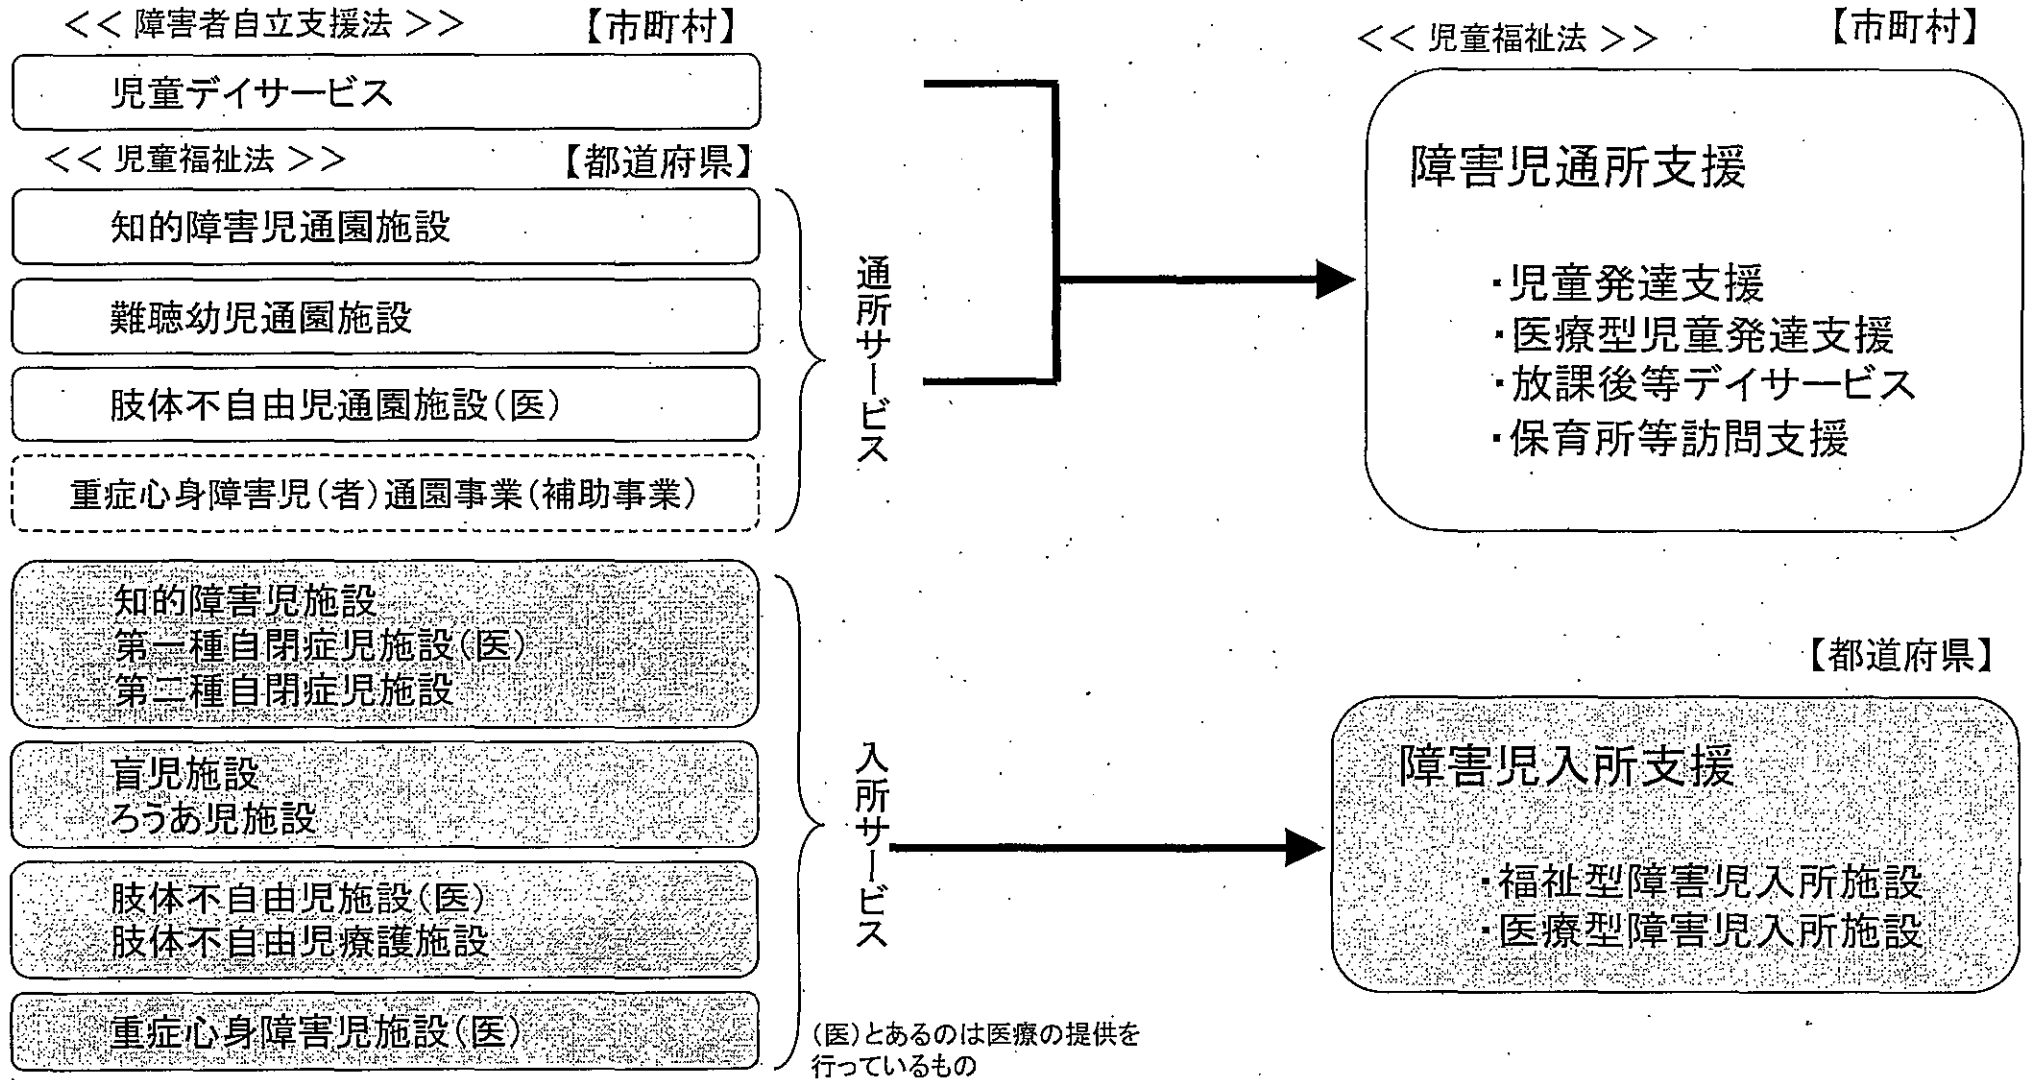 << 障害者自立支援法 >>
【市町村】
児童デイサービス
<< 児童福祉法 >>
【都道府県】
知的障害児通園施設
難聴幼児通園施設
肢体不自由児通園施設(医)
重症心身障害児(者)通園事業(補助事業)
通所サービス
知的障害児施設
第一種自閉症児施設(医)
第二種自閉症児施設
盲児施設
ろうあ児施設
肢体不自由児施設(医)
肢体不自由児療護施設
重症心身障害児施設(医)
入所サービス
(医)とあるのは医療の提供を
行っているもの
<< 児童福祉法 >>
【市町村】
障害児通所支援
・児童発達支援
・医療型児童発達支援
・放課後等デイサービス
・保育所等訪問支援
【都道府県】
障害児入所支援
・福祉型障害児入所施設
・医療型障害児入所施設